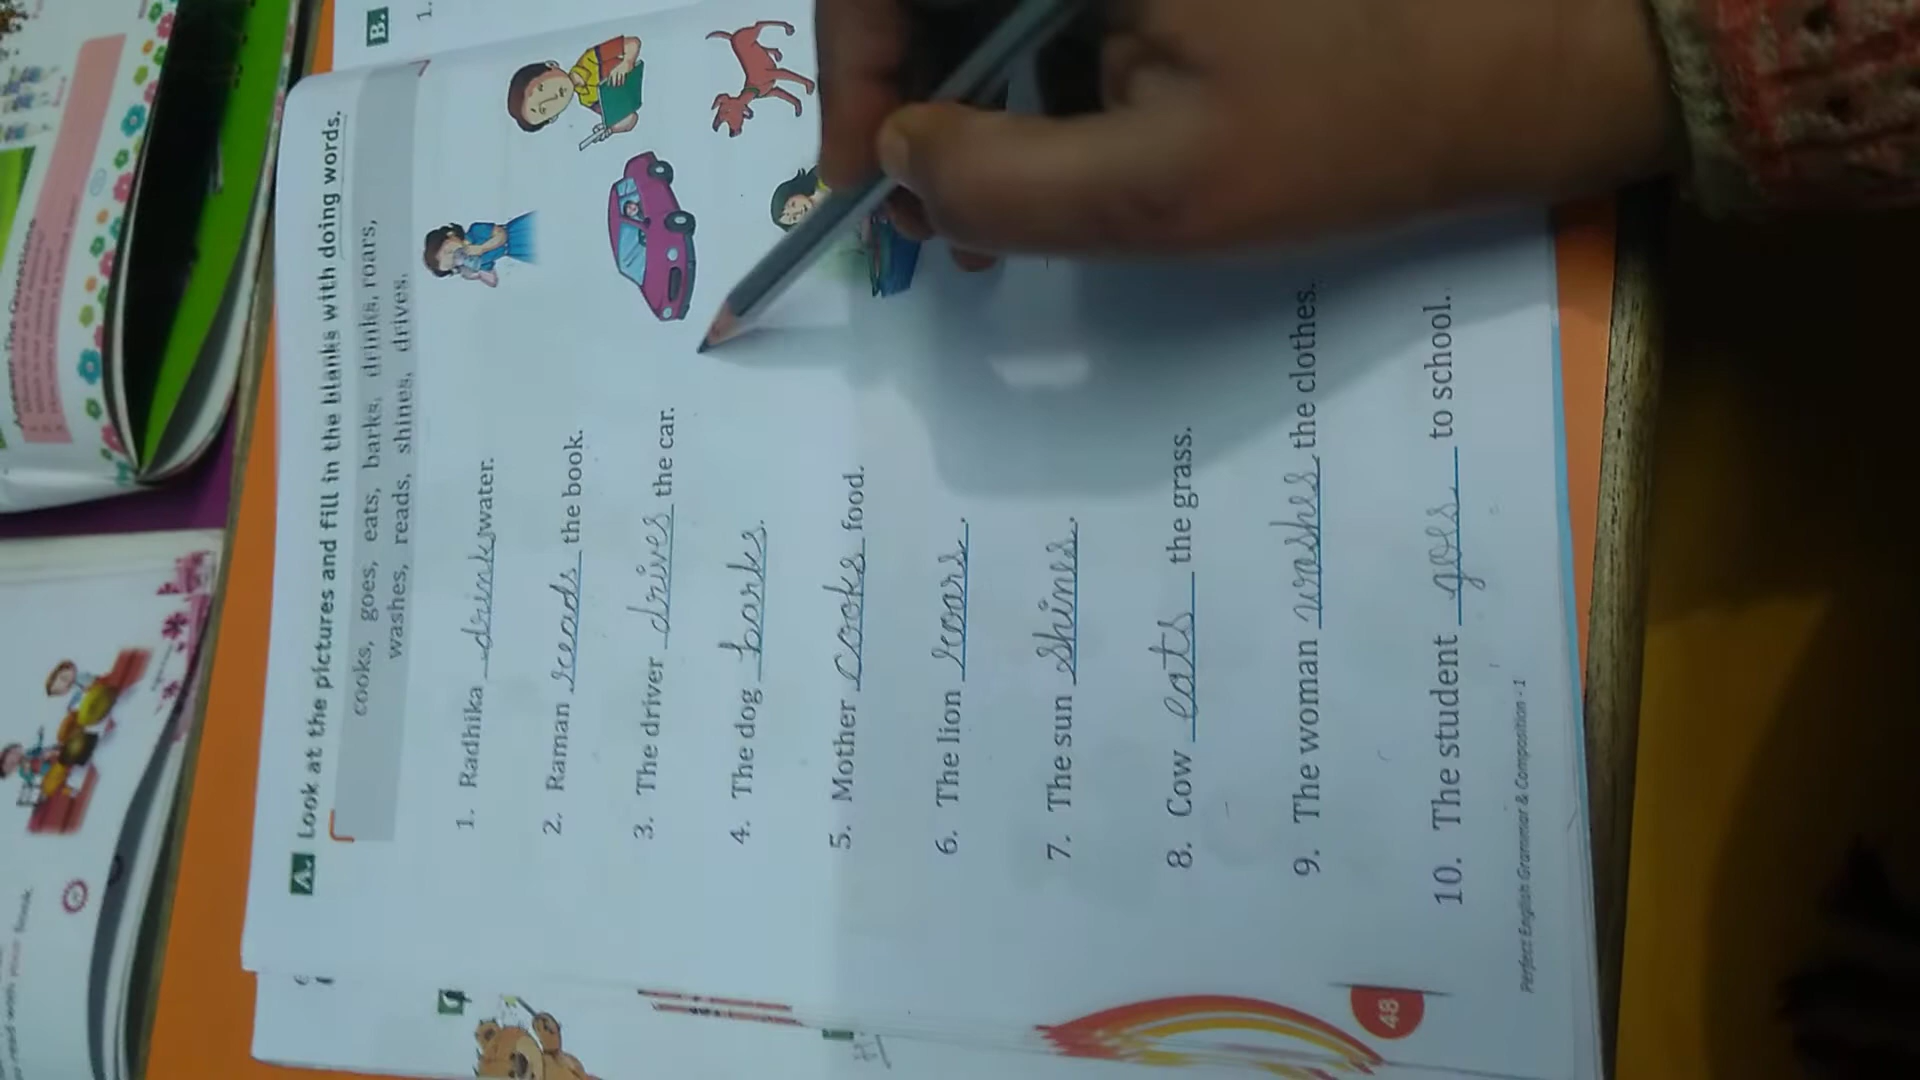 A. Look at the pictures and fill in the blanks with doing words.
cooks, goes, eats, barks, drinks, roars,
washes, reads, shines, drives.
1. Radhika drinks water.
2. Raman reads the book.
3. The driver drives the car.
4. The dog barks.
5. Mother cooks food.
6. The lion roars.
7. The sun shines.
8. Cow eats the grass.
9. The woman washes the clothes.
10. The student goes to school.
48
Perfect English Grammar & Composition - 1
B.
1.